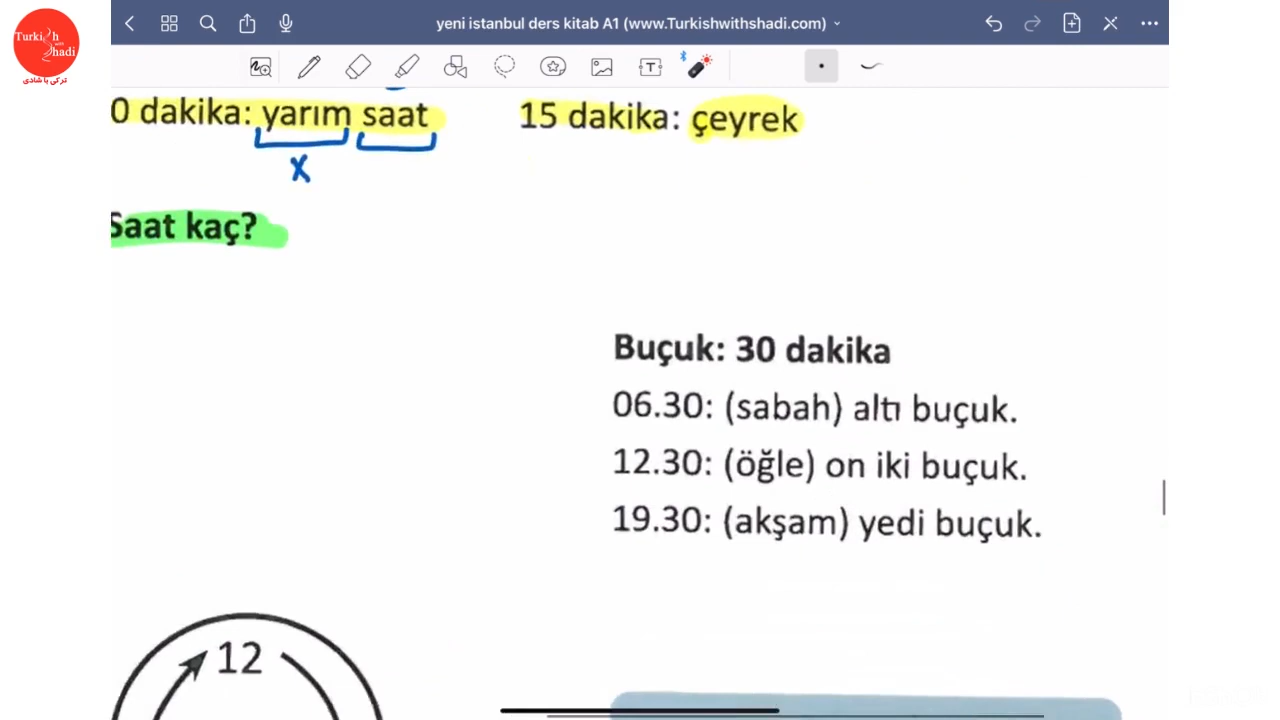 Turkish
with
Shadi
ترکی با شادی
yeni istanbul ders kitab A1 (www.Turkishwithshadi.com)
0 dakika: yarım saat
15 dakika: çeyrek
x
Saat kaç?
Buçuk: 30 dakika
06.30: (sabah) altı buçuk.
12.30: (öğle) on iki buçuk.
19.30: (akşam) yedi buçuk.
12